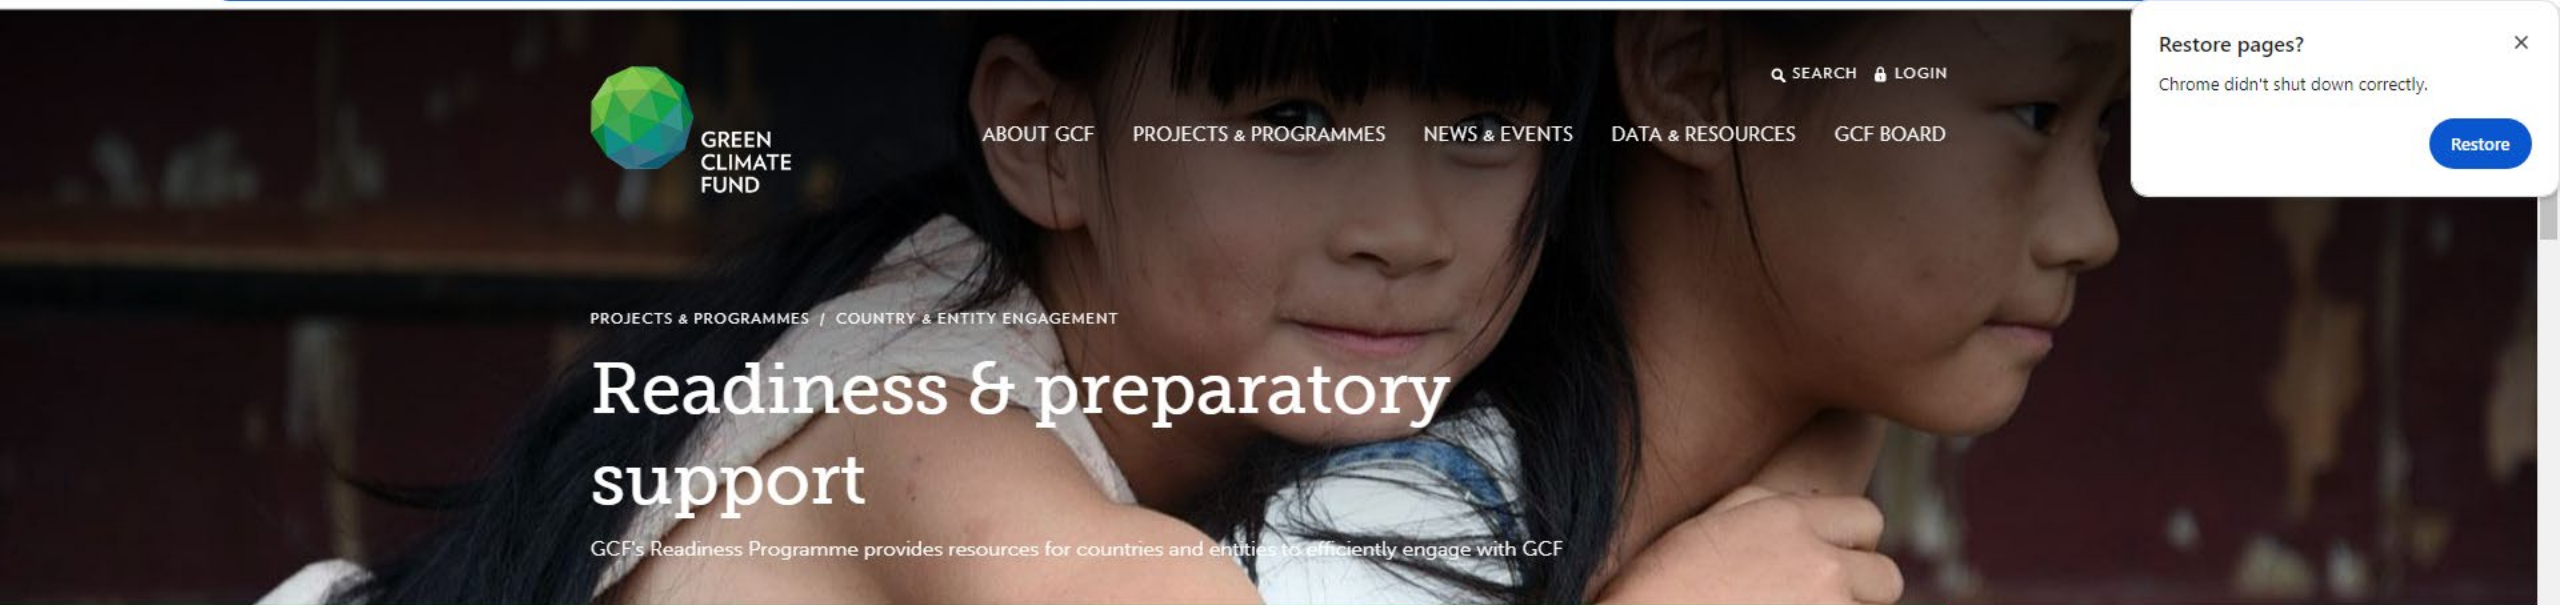 Restore pages?
Chrome didn't shut down correctly.
Restore
SEARCH LOGIN
GREEN
CLIMATE
FUND
ABOUT GCF PROJECTS & PROGRAMMES NEWS & EVENTS DATA & RESOURCES GCF BOARD
PROJECTS & PROGRAMMES / COUNTRY & ENTITY ENGAGEMENT
Readiness & preparatory
support
GCF's Readiness Programme provides resources for countries and entities to efficiently engage with GCF